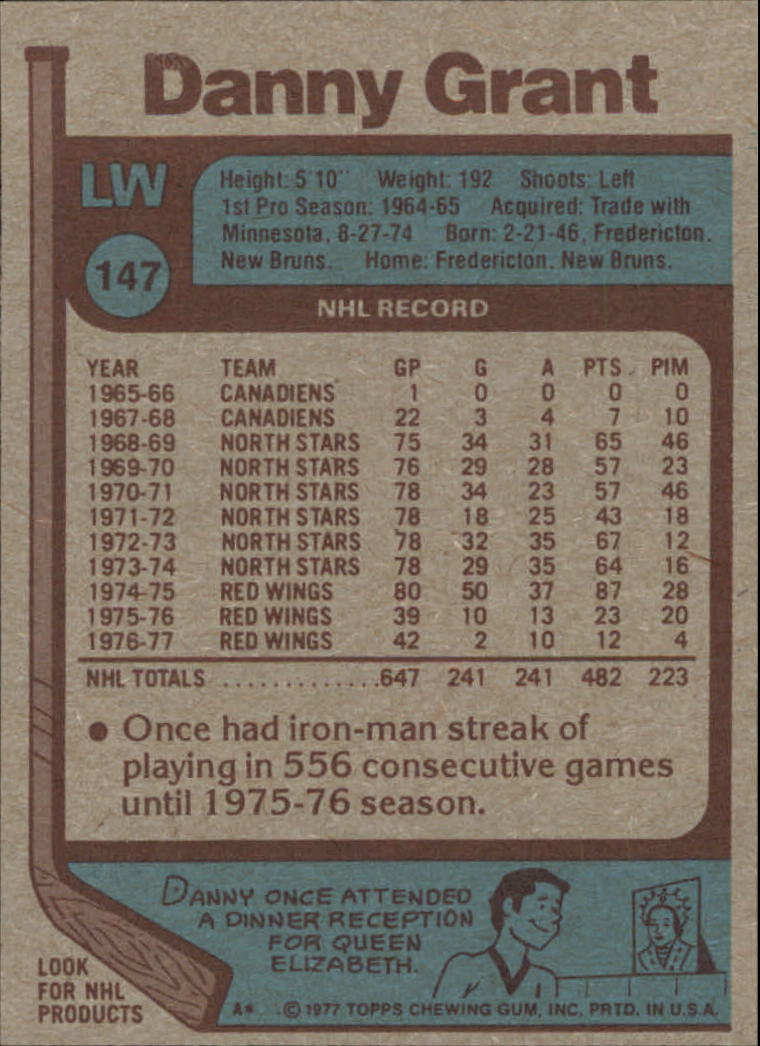 Danny Grant
LW
147
Height: 5'10" Weight: 192 Shoots: Left
1st Pro Season: 1964-65 Acquired: Trade with
Minnesota, 8-27-74 Born: 2-21-46, Fredericton,
New Bruns. Home: Fredericton, New Bruns.
NHL RECORD
YEAR TEAM GP G A PTS PIM
1965-66 CANADIENS 1 0 0 0 0
1967-68 CANADIENS 22 3 4 7 10
1968-69 NORTH STARS 75 34 31 65 46
1969-70 NORTH STARS 76 29 28 57 23
1970-71 NORTH STARS 78 34 23 57 46
1971-72 NORTH STARS 78 18 25 43 18
1972-73 NORTH STARS 78 32 35 67 12
1973-74 NORTH STARS 78 29 35 64 16
1974-75 RED WINGS 80 50 37 87 28
1975-76 RED WINGS 39 10 13 23 20
1976-77 RED WINGS 42 2 10 12 4
NHL TOTALS .............647 241 241 482 223
● Once had iron-man streak of
playing in 556 consecutive games
until 1975-76 season.
DANNY ONCE ATTENDED
A DINNER RECEPTION
FOR QUEEN
ELIZABETH.
LOOK
FOR NHL
PRODUCTS
A* © 1977 TOPPS CHEWING GUM, INC. PRTD. IN U.S.A.